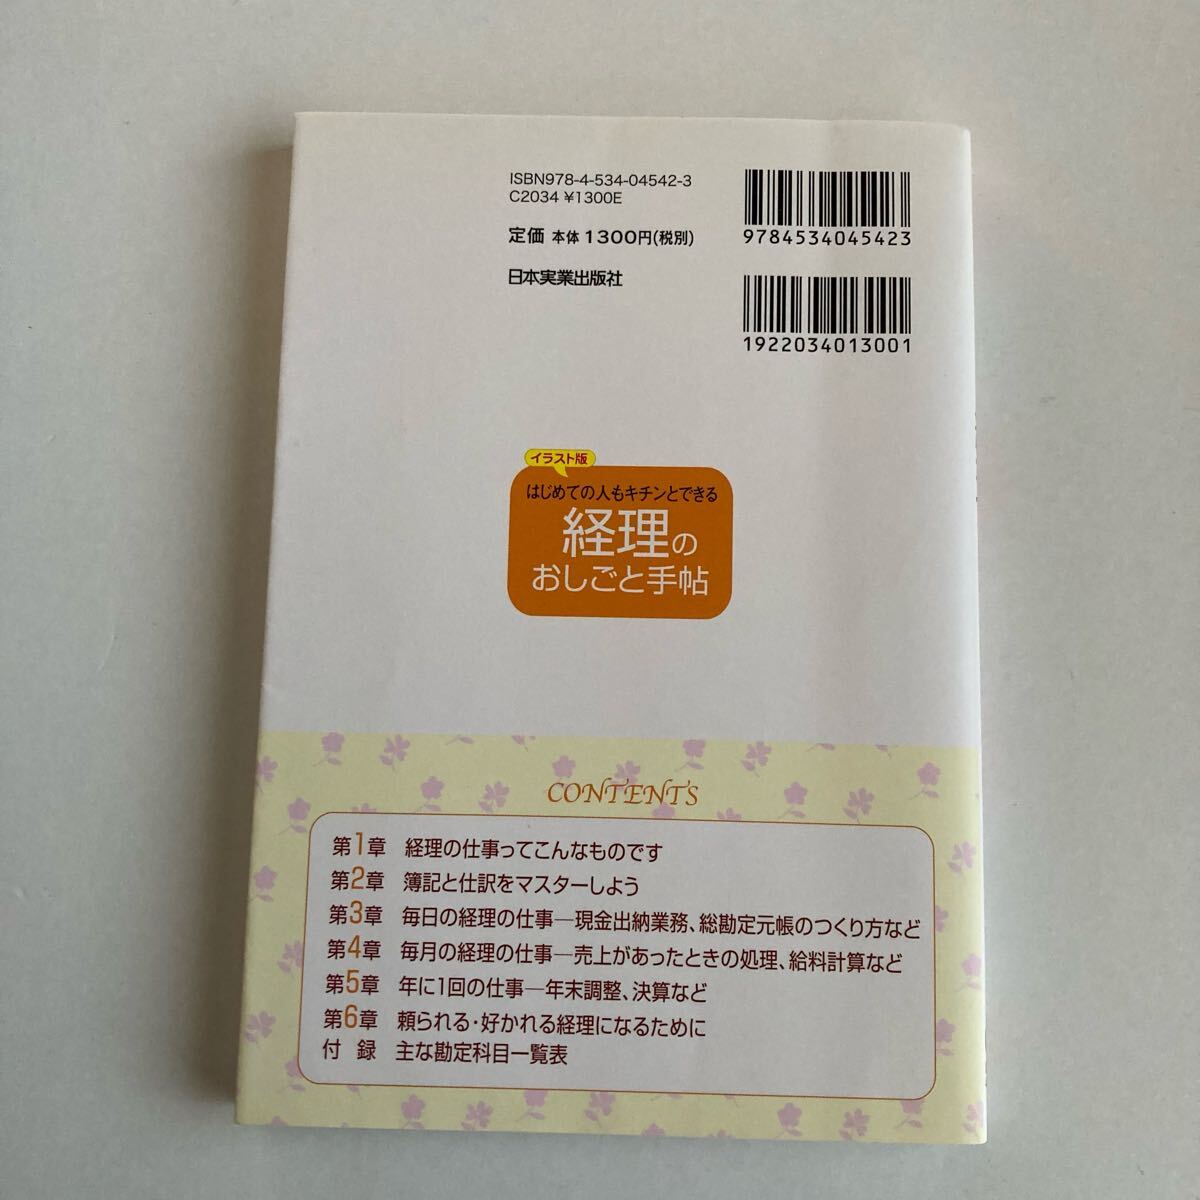 ISBN978-4-534-04542-3
C2034 ¥1300E
定価 本体1300円(税別)
日本実業出版社
9784534045423
1922034013001
イラスト版
はじめての人もキチンとできる
経理の
おしごと手帖
CONTENTS
第1章 経理の仕事ってこんなものです
第2章 簿記と仕訳をマスターしよう
第3章 毎日の経理の仕事―現金出納業務、総勘定元帳のつくり方など
第4章 毎月の経理の仕事―売上があったときの処理、給料計算など
第5章 年に1回の仕事―年末調整、決算など
第6章 頼られる・好かれる経理になるために
付 録 主な勘定科目一覧表